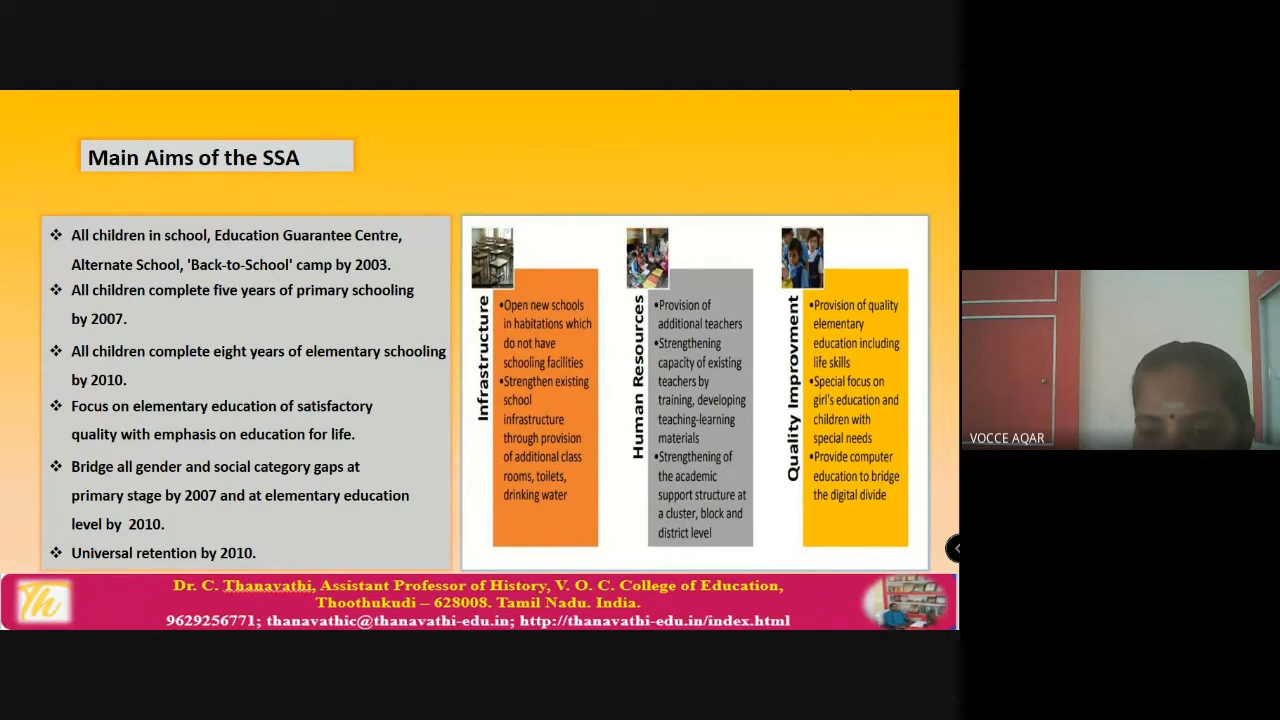 Main Aims of the SSA
❖ All children in school, Education Guarantee Centre,
Alternate School, 'Back-to-School' camp by 2003.
❖ All children complete five years of primary schooling
by 2007.
❖ All children complete eight years of elementary schooling
by 2010.
❖ Focus on elementary education of satisfactory
quality with emphasis on education for life.
❖ Bridge all gender and social category gaps at
primary stage by 2007 and at elementary education
level by 2010.
❖ Universal retention by 2010.
Infrastructure
•Open new schools
in habitations which
do not have
schooling facilities
•Strengthen existing
school
infrastructure
through provision
of additional class
rooms, toilets,
drinking water
Human Resources
•Provision of
additional teachers
•Strengthening
capacity of existing
teachers by
training, developing
teaching-learning
materials
•Strengthening of
the academic
support structure at
a cluster, block and
district level
Quality Improvment
•Provision of quality
elementary
education including
life skills
•Special focus on
girl's education and
children with
special needs
•Provide computer
education to bridge
the digital divide
Th
Dr. C. Thanavathi, Assistant Professor of History, V. O. C. College of Education,
Thoothukudi – 628008. Tamil Nadu. India.
9629256771; thanavathic@thanavathi-edu.in; http://thanavathi-edu.in/index.html
VOCCE AQAR